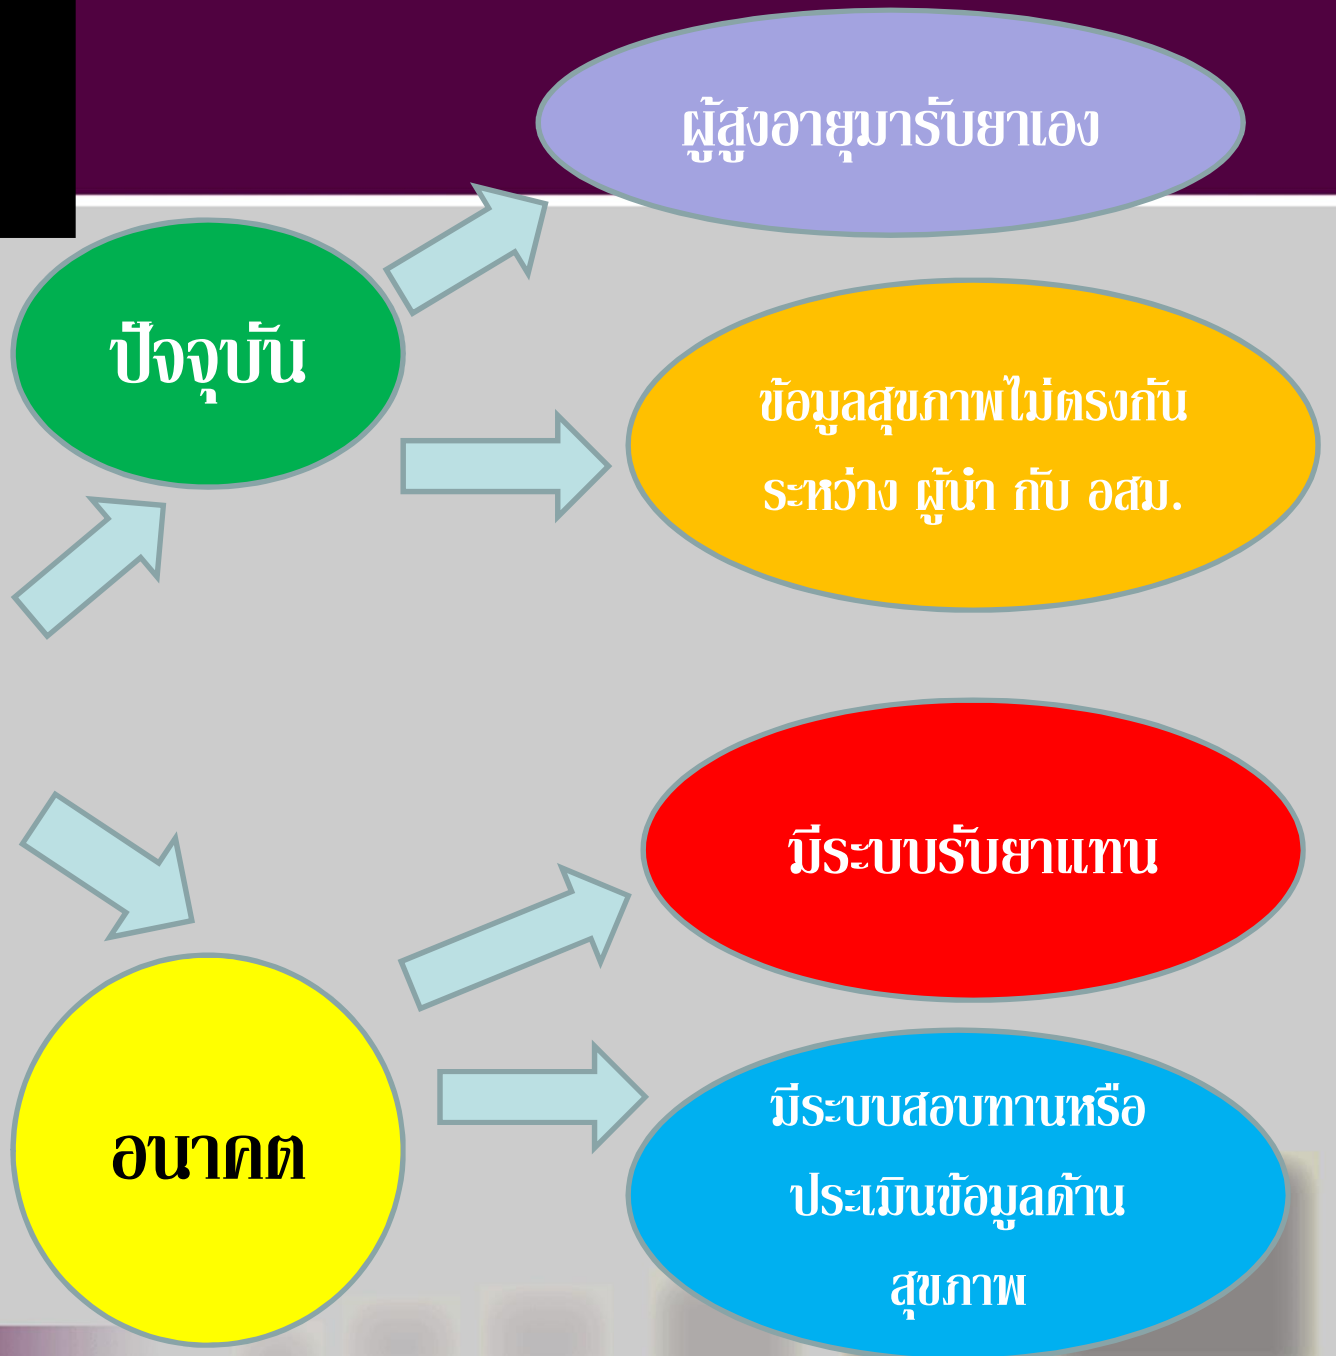 ผู้สูงอายุมารับยาเอง
ปัจจุบัน
ข้อมูลสุขภาพไม่ตรงกัน
ระหว่าง ผู้นำ กับ อสม.
มีระบบรับยาแทน
อนาคต
มีระบบสอบทานหรือ
ประเมินข้อมูลด้าน
สุขภาพ